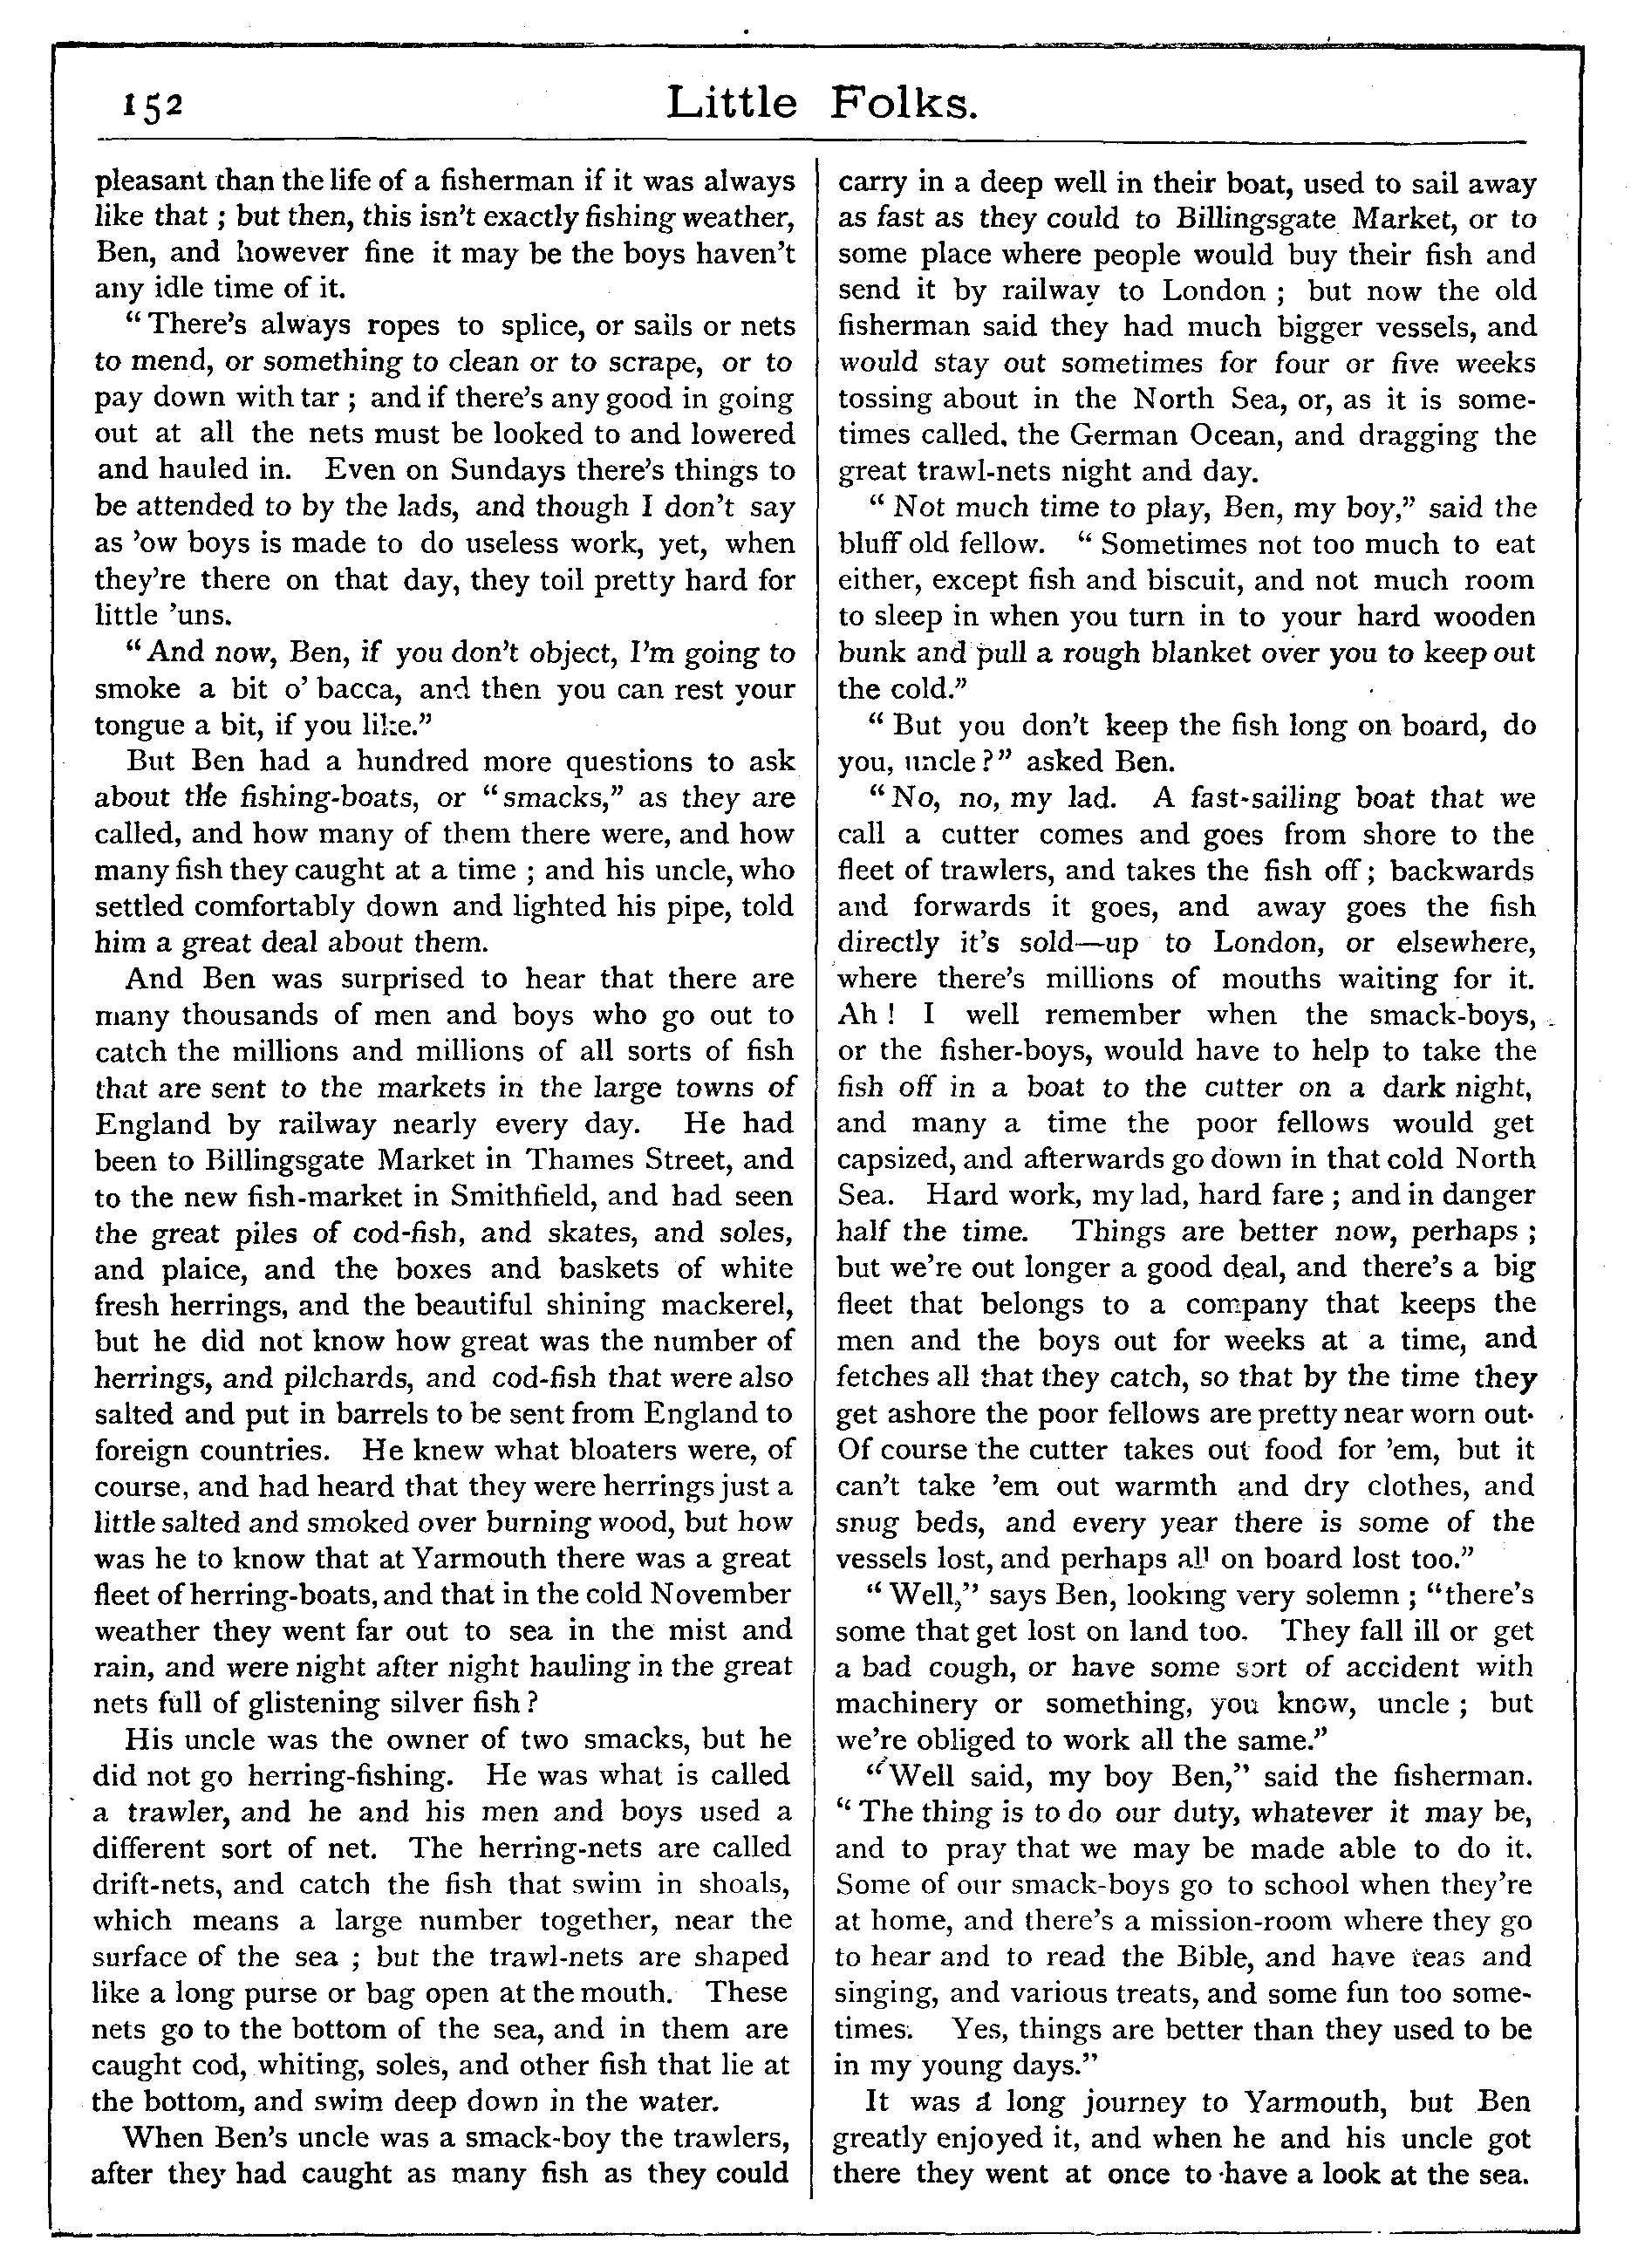 152
Little Folks.
pleasant than the life of a fisherman if it was always
like that ; but then, this isn't exactly fishing weather,
Ben, and however fine it may be the boys haven't
any idle time of it.
“ There's always ropes to splice, or sails or nets
to mend, or something to clean or to scrape, or to
pay down with tar ; and if there's any good in going
out at all the nets must be looked to and lowered
and hauled in. Even on Sundays there's things to
be attended to by the lads, and though I don't say
as 'ow boys is made to do useless work, yet, when
they're there on that day, they toil pretty hard for
little 'uns.
“ And now, Ben, if you don't object, I'm going to
smoke a bit o' bacca, and then you can rest your
tongue a bit, if you like.”
But Ben had a hundred more questions to ask
about the fishing-boats, or “ smacks,” as they are
called, and how many of them there were, and how
many fish they caught at a time ; and his uncle, who
settled comfortably down and lighted his pipe, told
him a great deal about them.
And Ben was surprised to hear that there are
many thousands of men and boys who go out to
catch the millions and millions of all sorts of fish
that are sent to the markets in the large towns of
England by railway nearly every day. He had
been to Billingsgate Market in Thames Street, and
to the new fish-market in Smithfield, and had seen
the great piles of cod-fish, and skates, and soles,
and plaice, and the boxes and baskets of white
fresh herrings, and the beautiful shining mackerel,
but he did not know how great was the number of
herrings, and pilchards, and cod-fish that were also
salted and put in barrels to be sent from England to
foreign countries. He knew what bloaters were, of
course, and had heard that they were herrings just a
little salted and smoked over burning wood, but how
was he to know that at Yarmouth there was a great
fleet of herring-boats, and that in the cold November
weather they went far out to sea in the mist and
rain, and were night after night hauling in the great
nets full of glistening silver fish ?
His uncle was the owner of two smacks, but he
did not go herring-fishing. He was what is called
a trawler, and he and his men and boys used a
different sort of net. The herring-nets are called
drift-nets, and catch the fish that swim in shoals,
which means a large number together, near the
surface of the sea ; but the trawl-nets are shaped
like a long purse or bag open at the mouth. These
nets go to the bottom of the sea, and in them are
caught cod, whiting, soles, and other fish that lie at
the bottom, and swim deep down in the water.
When Ben's uncle was a smack-boy the trawlers,
after they had caught as many fish as they could
carry in a deep well in their boat, used to sail away
as fast as they could to Billingsgate Market, or to
some place where people would buy their fish and
send it by railway to London ; but now the old
fisherman said they had much bigger vessels, and
would stay out sometimes for four or five weeks
tossing about in the North Sea, or, as it is some-
times called, the German Ocean, and dragging the
great trawl-nets night and day.
“ Not much time to play, Ben, my boy,” said the
bluff old fellow. “ Sometimes not too much to eat
either, except fish and biscuit, and not much room
to sleep in when you turn in to your hard wooden
bunk and pull a rough blanket over you to keep out
the cold.”
“ But you don't keep the fish long on board, do
you, uncle ?” asked Ben.
“ No, no, my lad. A fast-sailing boat that we
call a cutter comes and goes from shore to the
fleet of trawlers, and takes the fish off ; backwards
and forwards it goes, and away goes the fish
directly it's sold—up to London, or elsewhere,
where there's millions of mouths waiting for it.
Ah ! I well remember when the smack-boys,
or the fisher-boys, would have to help to take the
fish off in a boat to the cutter on a dark night,
and many a time the poor fellows would get
capsized, and afterwards go down in that cold North
Sea. Hard work, my lad, hard fare ; and in danger
half the time. Things are better now, perhaps ;
but we're out longer a good deal, and there's a big
fleet that belongs to a company that keeps the
men and the boys out for weeks at a time, and
fetches all that they catch, so that by the time they
get ashore the poor fellows are pretty near worn out.
Of course the cutter takes out food for 'em, but it
can't take 'em out warmth and dry clothes, and
snug beds, and every year there is some of the
vessels lost, and perhaps all on board lost too.”
“ Well,” says Ben, looking very solemn ; “ there's
some that get lost on land too. They fall ill or get
a bad cough, or have some sort of accident with
machinery or something, you know, uncle ; but
we're obliged to work all the same.”
“ Well said, my boy Ben,” said the fisherman.
“ The thing is to do our duty, whatever it may be,
and to pray that we may be made able to do it.
Some of our smack-boys go to school when they're
at home, and there's a mission-room where they go
to hear and to read the Bible, and have teas and
singing, and various treats, and some fun too some-
times. Yes, things are better than they used to be
in my young days.”
It was a long journey to Yarmouth, but Ben
greatly enjoyed it, and when he and his uncle got
there they went at once to have a look at the sea.